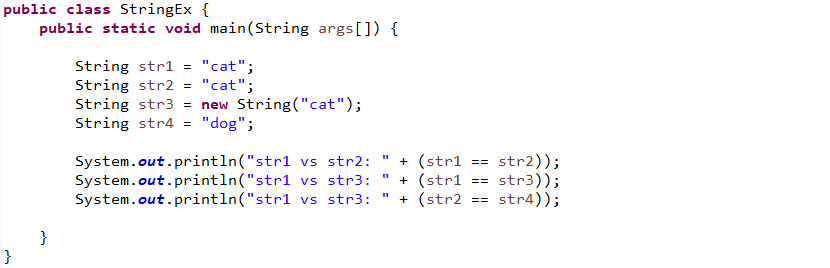 public class StringEx {
public static void main(String args[]) {
String str1 = "cat";
String str2 = "cat";
String str3 = new String("cat");
String str4 = "dog";
System.out.println("str1 vs str2: " + (str1 == str2));
System.out.println("str1 vs str3: " + (str1 == str3));
System.out.println("str1 vs str3: " + (str2 == str4));
}
}